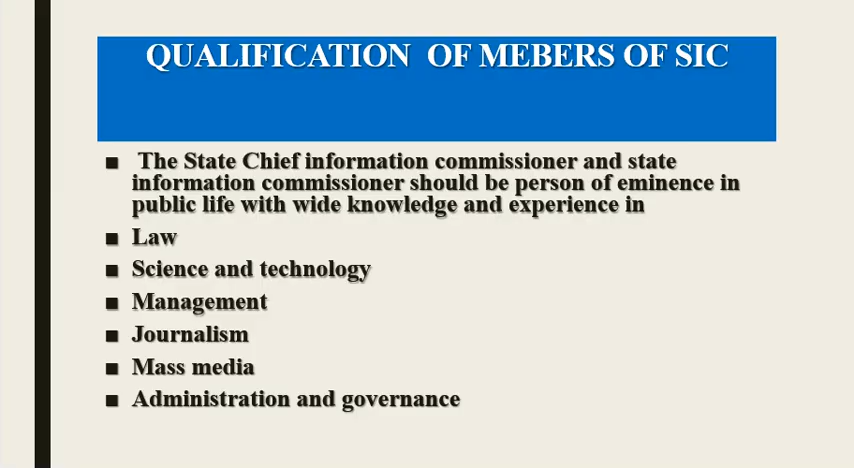 QUALIFICATION OF MEBERS OF SIC
■ The State Chief information commissioner and state
information commissioner should be person of eminence in
public life with wide knowledge and experience in
■ Law
■ Science and technology
■ Management
■ Journalism
■ Mass media
■ Administration and governance